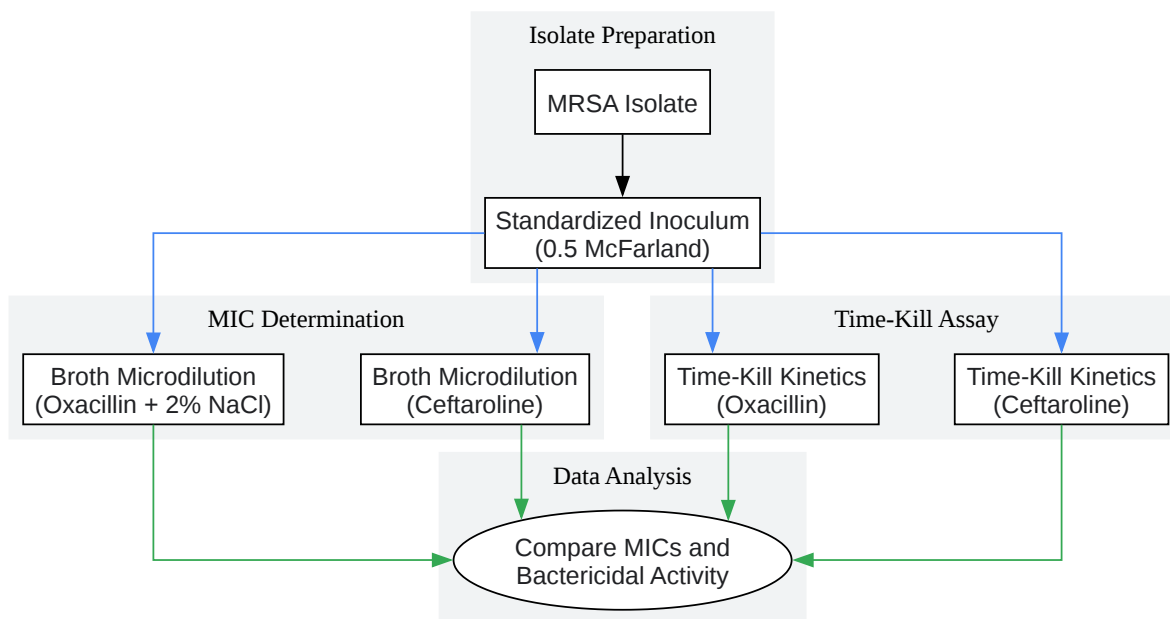 Isolate Preparation
MRSA Isolate
Standardized Inoculum
(0.5 McFarland)
MIC Determination
Time-Kill Assay
Broth Microdilution
(Oxacillin + 2% NaCl)
Broth Microdilution
(Ceftaroline)
Time-Kill Kinetics
(Oxacillin)
Time-Kill Kinetics
(Ceftaroline)
Data Analysis
Compare MICs and
Bactericidal Activity